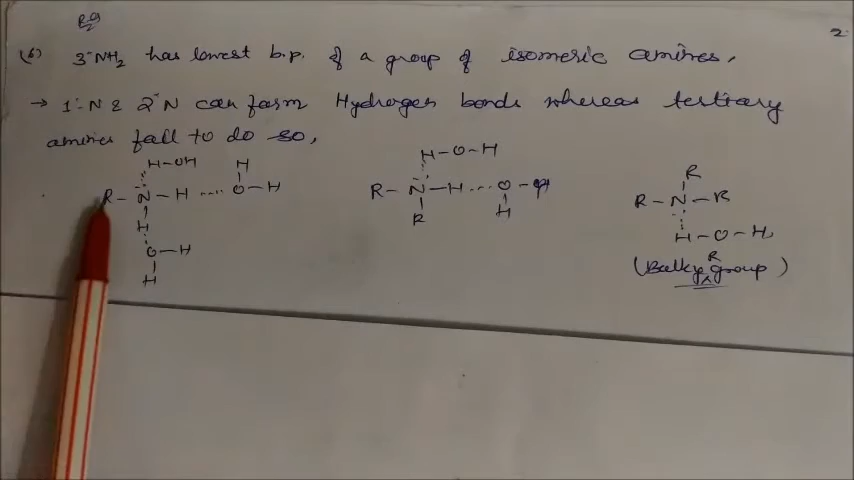 (6) 3°NH2 has lowest b.p. of a group of isomeric amines.
→ 1°-N & 2°N can form Hydrogen bonds whereas tertiary
amines fail to do so,
H-OH H H-O-H R
R-N-H....O-H R-N-H...O-H R-N-R
H R H H-O-H
O-H (Bulky R group)
H
2.